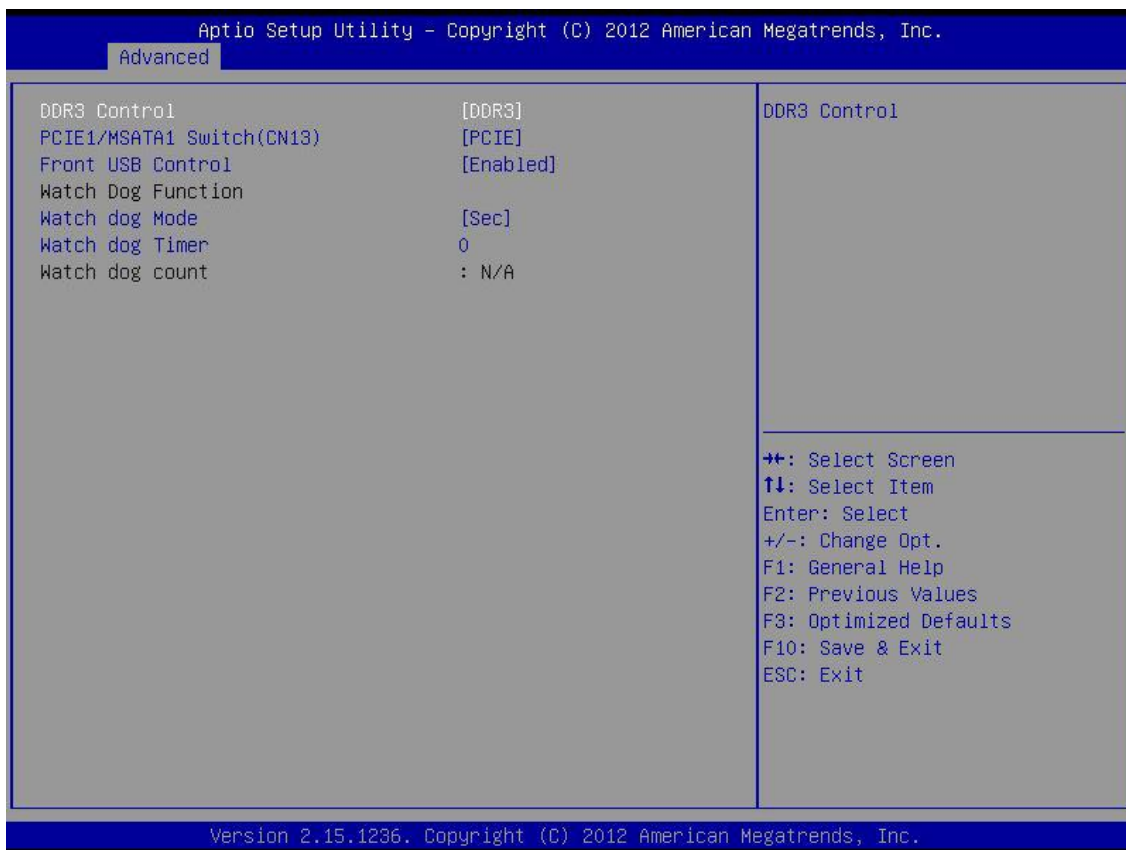 Aptio Setup Utility - Copyright (C) 2012 American Megatrends, Inc.
Advanced
DDR3 Control [DDR3]
PCIE1/MSATA1 Switch(CN13) [PCIE]
Front USB Control [Enabled]
Watch Dog Function
Watch dog Mode [Sec]
Watch dog Timer 0
Watch dog count : N/A
DDR3 Control
→←: Select Screen
↑↓: Select Item
Enter: Select
+/-: Change Opt.
F1: General Help
F2: Previous Values
F3: Optimized Defaults
F10: Save & Exit
ESC: Exit
Version 2.15.1236. Copyright (C) 2012 American Megatrends, Inc.